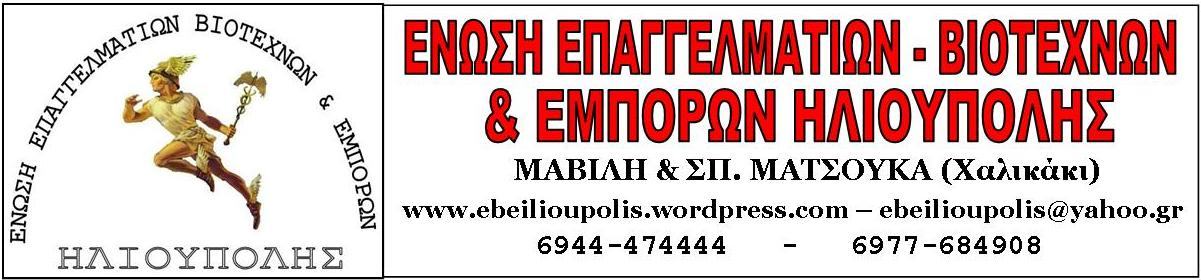 ΕΝΩΣΗ ΕΠΑΓΓΕΛΜΑΤΙΩΝ ΒΙΟΤΕΧΝΩΝ & ΕΜΠΟΡΩΝ
ΗΛΙΟΥΠΟΛΗΣ
ΕΝΩΣΗ ΕΠΑΓΓΕΛΜΑΤΙΩΝ - ΒΙΟΤΕΧΝΩΝ
& ΕΜΠΟΡΩΝ ΗΛΙΟΥΠΟΛΗΣ
ΜΑΒΙΛΗ & ΣΠ. ΜΑΤΣΟΥΚΑ (Χαλικάκι)
www.ebeilioupolis.wordpress.com – ebeilioupolis@yahoo.gr
6944-474444 - 6977-684908